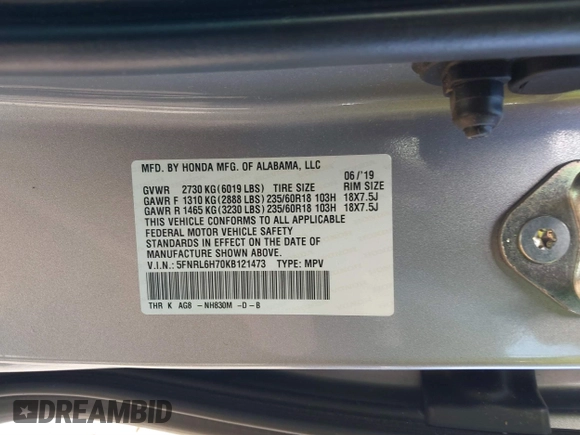 MFD. BY HONDA MFG. OF ALABAMA, LLC
06/'19
GVWR 2730 KG(6019 LBS) TIRE SIZE RIM SIZE
GAWR F 1310 KG(2888 LBS) 235/60R18 103H 18X7.5J
GAWR R 1465 KG(3230 LBS) 235/60R18 103H 18X7.5J
THIS VEHICLE CONFORMS TO ALL APPLICABLE
FEDERAL MOTOR VEHICLE SAFETY
STANDARDS IN EFFECT ON THE DATE OF
MANUFACTURE SHOWN ABOVE.
V.I.N.: 5FNRL6H70KB121473 TYPE: MPV
THR K AG8 -NH830M -D-B
DREAMBID